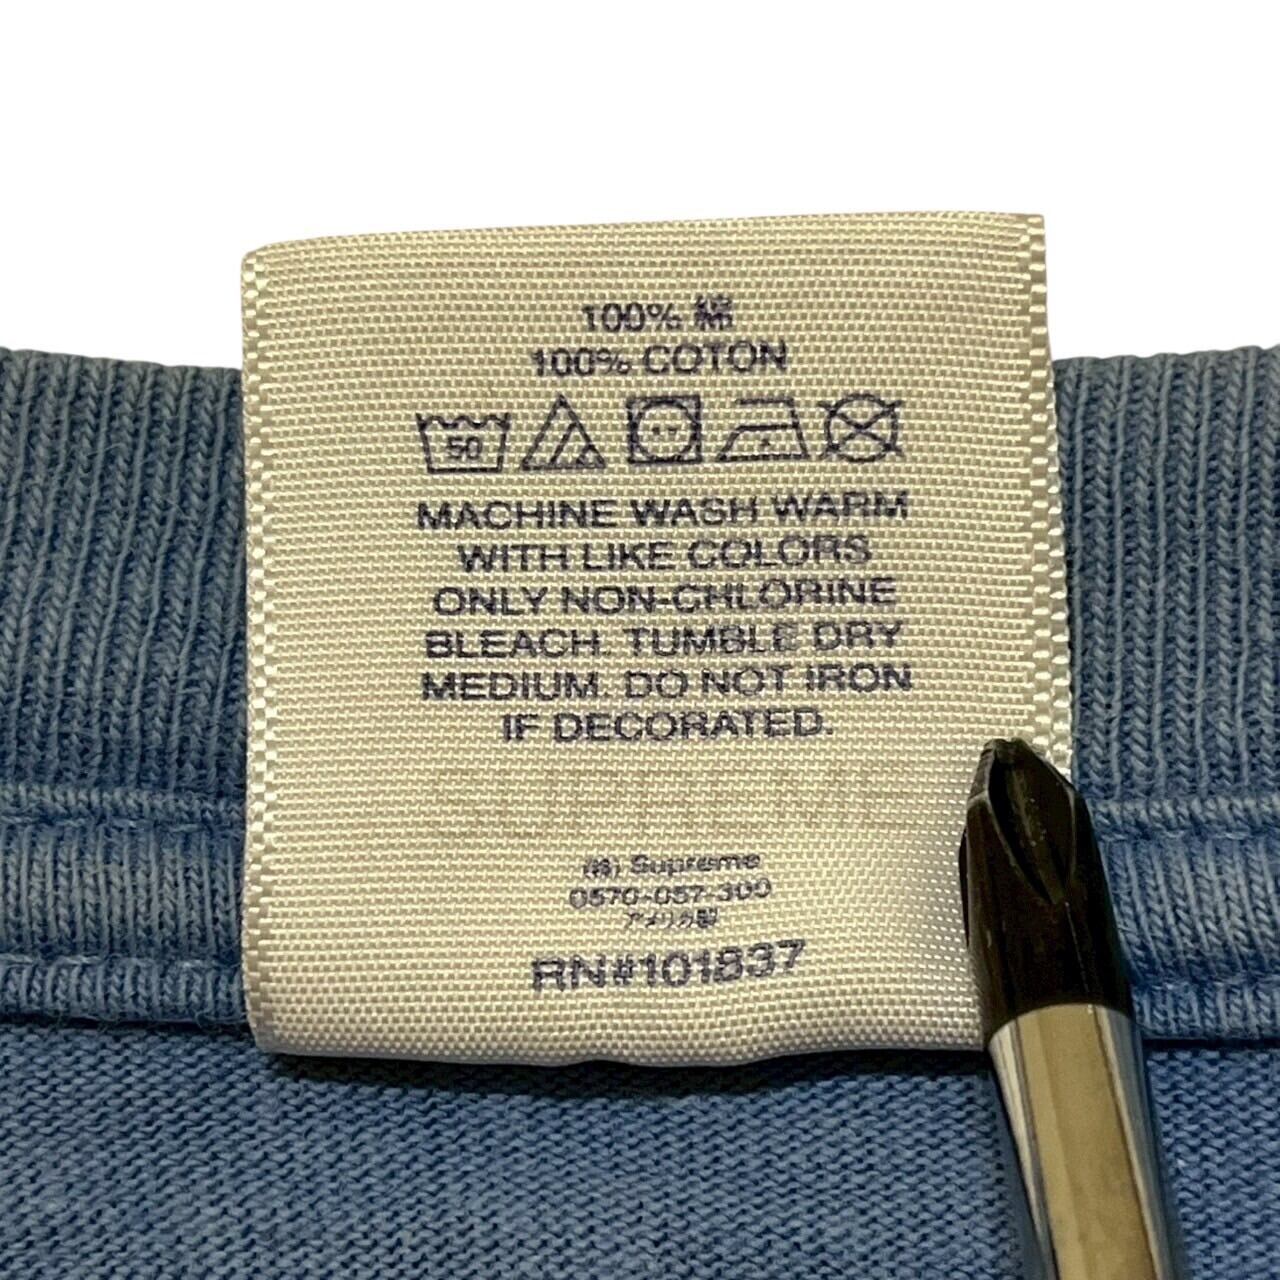 100% 綿
100% COTON
50
MACHINE WASH WARM
WITH LIKE COLORS
ONLY NON-CHLORINE
BLEACH. TUMBLE DRY
MEDIUM. DO NOT IRON
IF DECORATED.
SUPREME
(株) Supreme
0570-057-300
アメリカ製
RN#101837